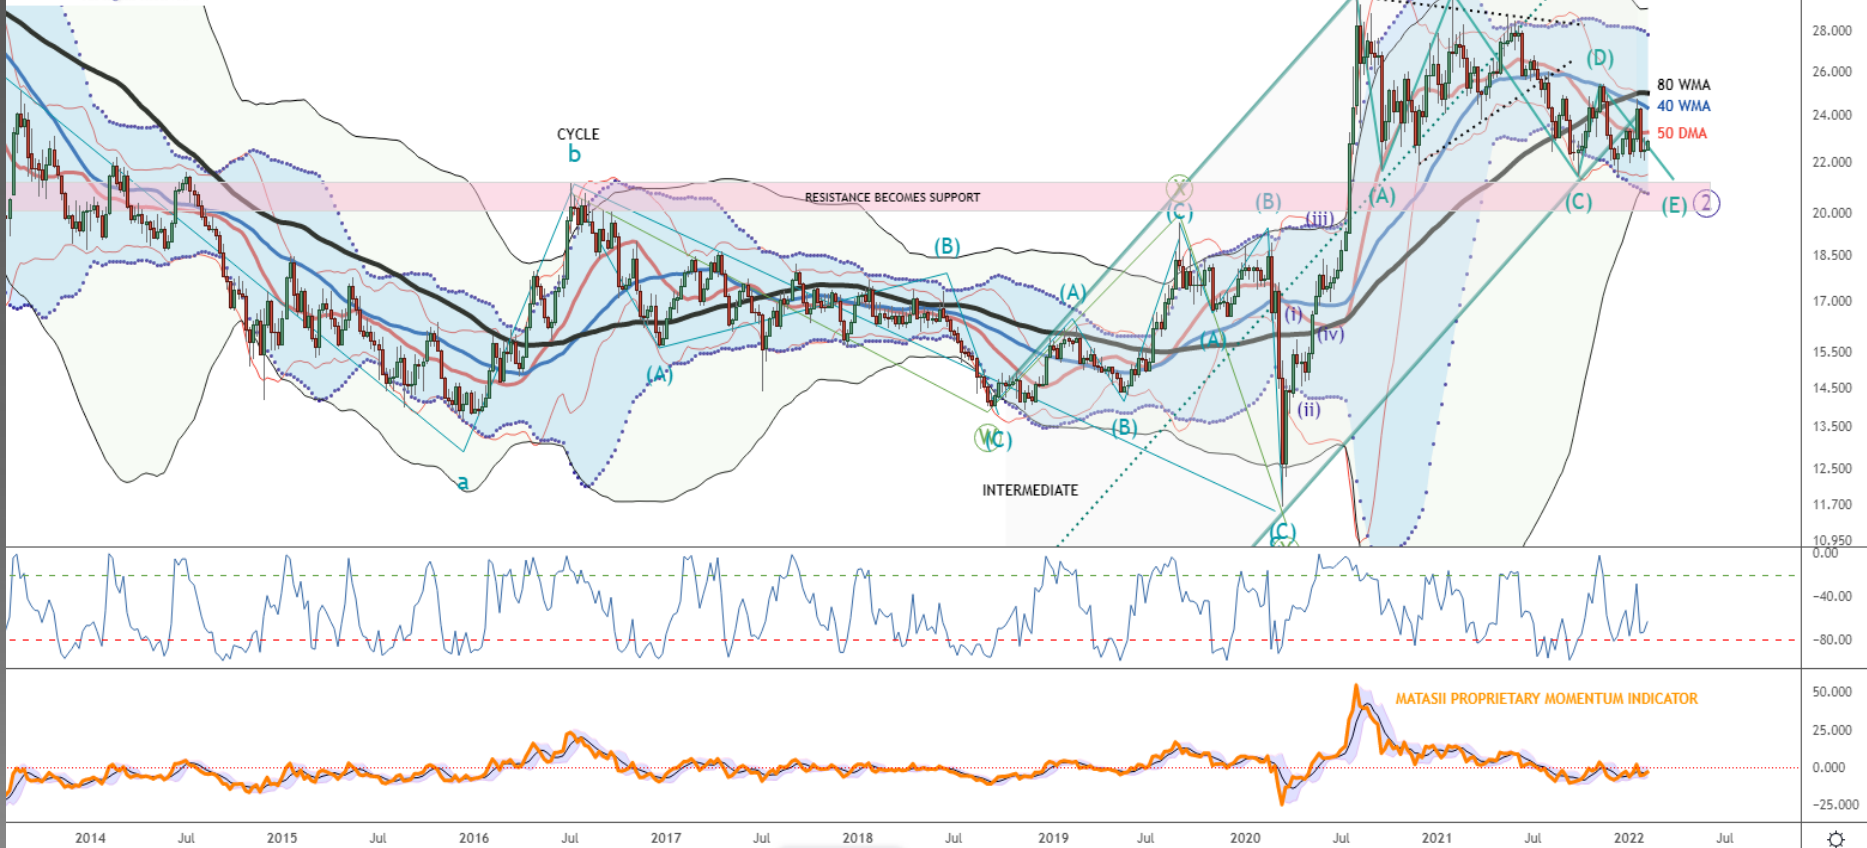 28.000
26.000
(D)
80 WMA
40 WMA
24.000
CYCLE
50 DMA
b
22.000
RESISTANCE BECOMES SUPPORT
X
(A)
(B)
(C)
(C)
(E)
2
20.000
(iii)
(B)
18.500
(A)
17.000
(i)
(iv)
(A)
15.500
(A)
14.500
(ii)
(B)
13.500
W
(C)
a
12.500
INTERMEDIATE
11.700
(C)
10.950
0.00
-40.00
-80.00
MATASII PROPRIETARY MOMENTUM INDICATOR
50.000
25.000
0.000
-25.000
2014 Jul 2015 Jul 2016 Jul 2017 Jul 2018 Jul 2019 Jul 2020 Jul 2021 Jul 2022 Jul